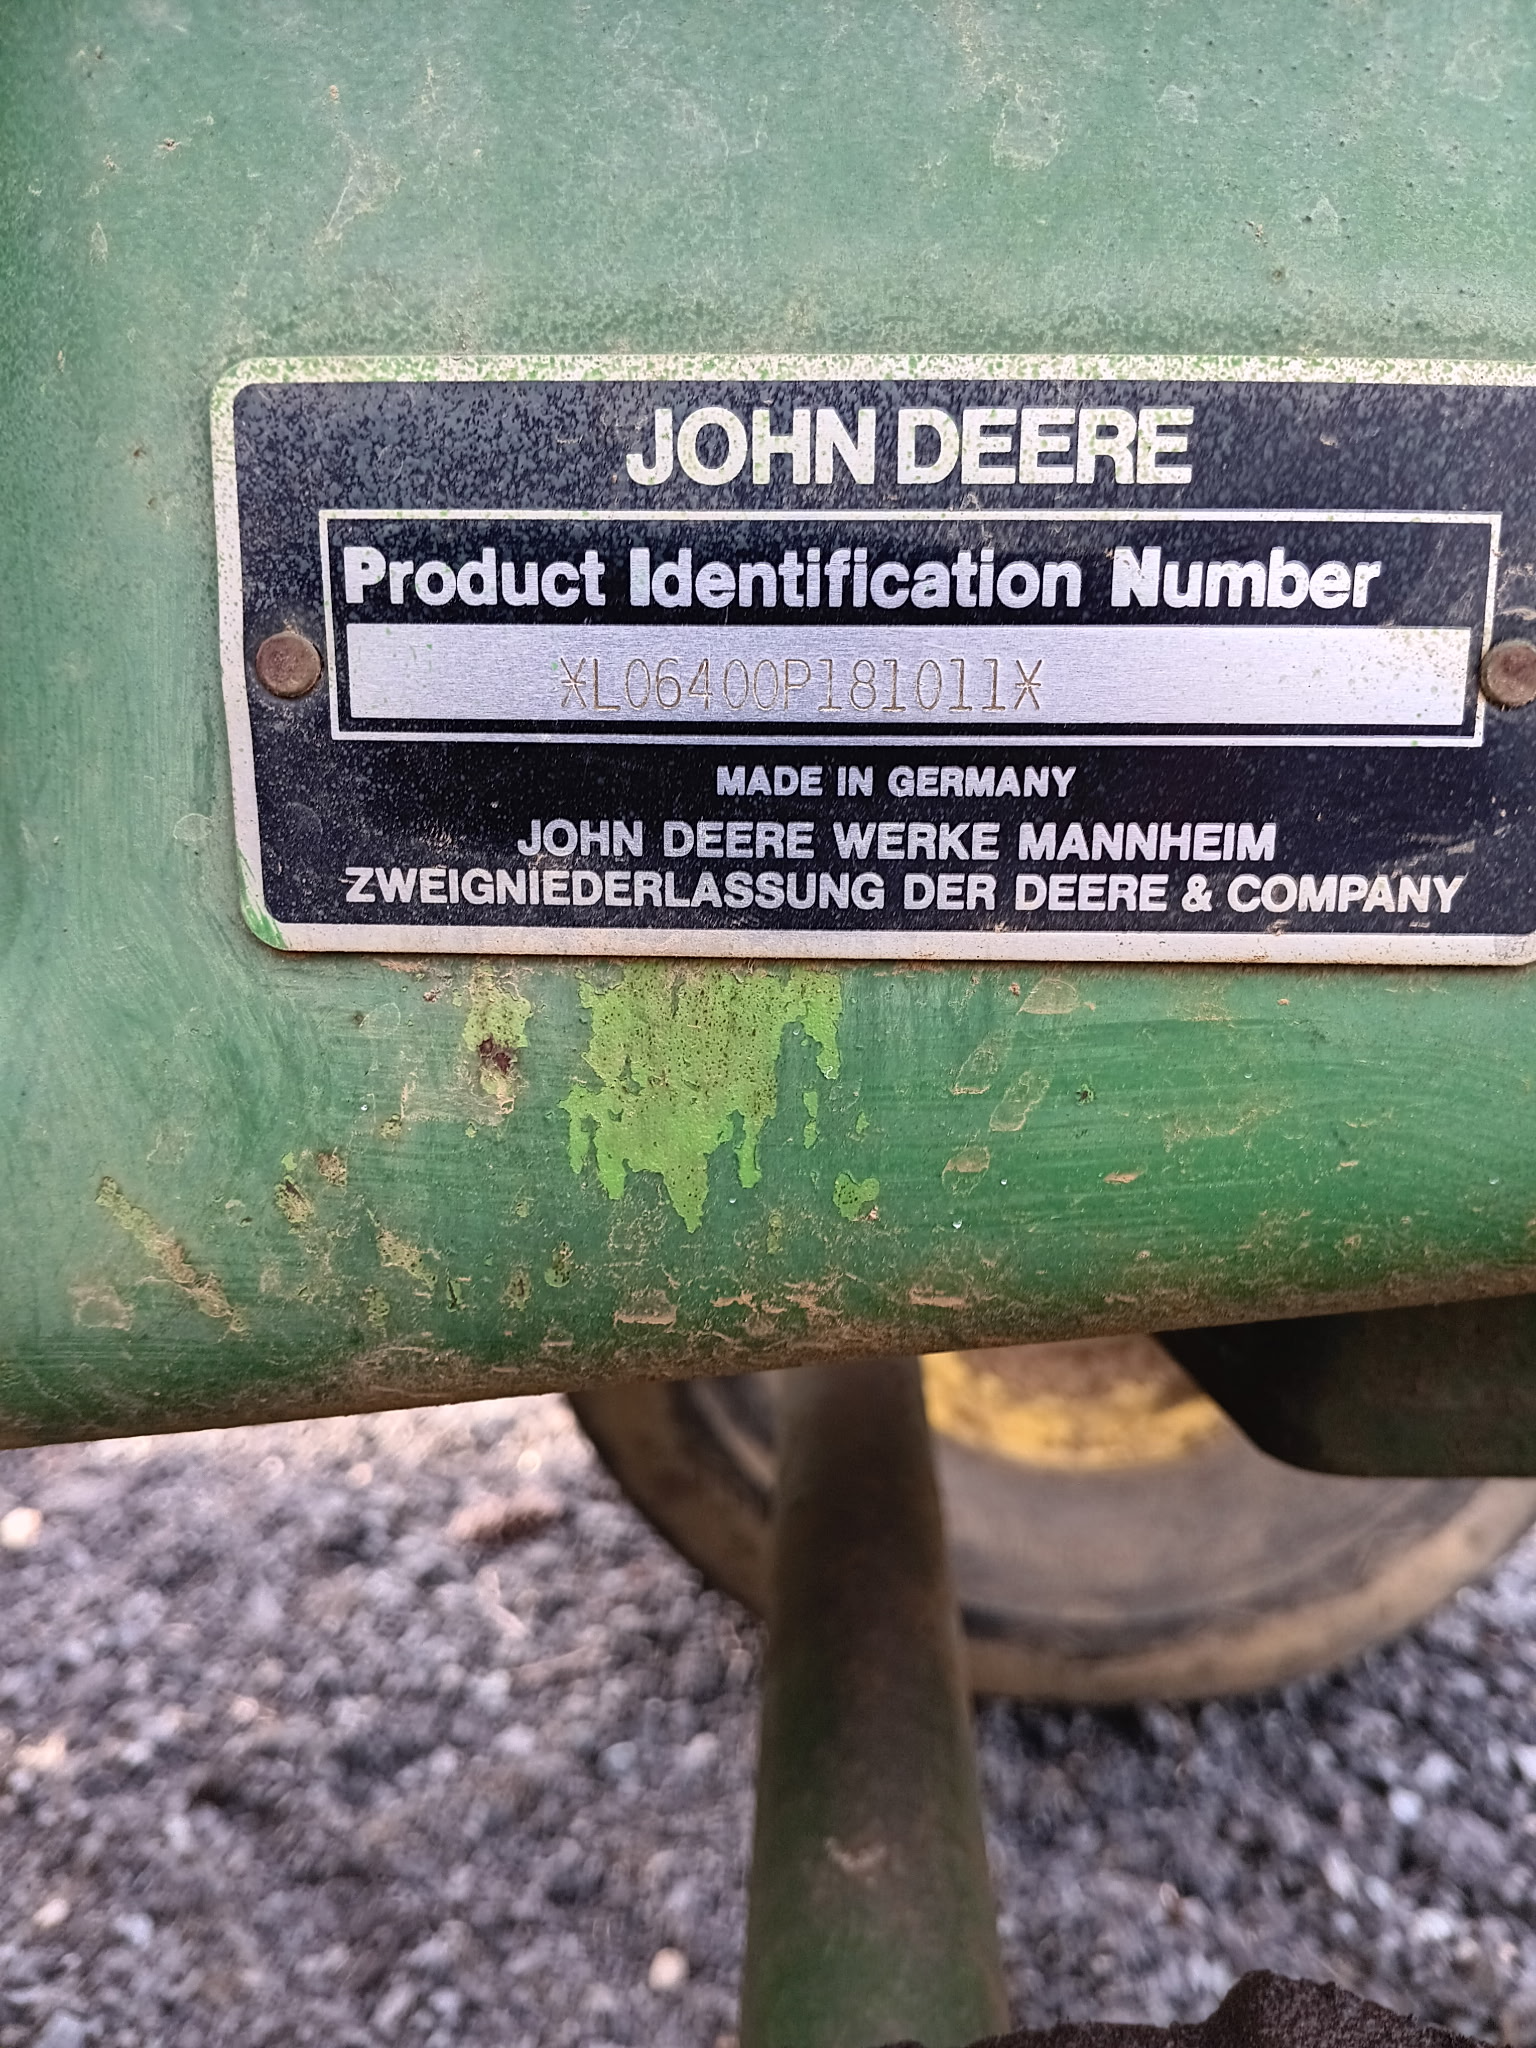 JOHN DEERE
Product Identification Number
*L06400P181011*
MADE IN GERMANY
JOHN DEERE WERKE MANNHEIM
ZWEIGNIEDERLASSUNG DER DEERE & COMPANY